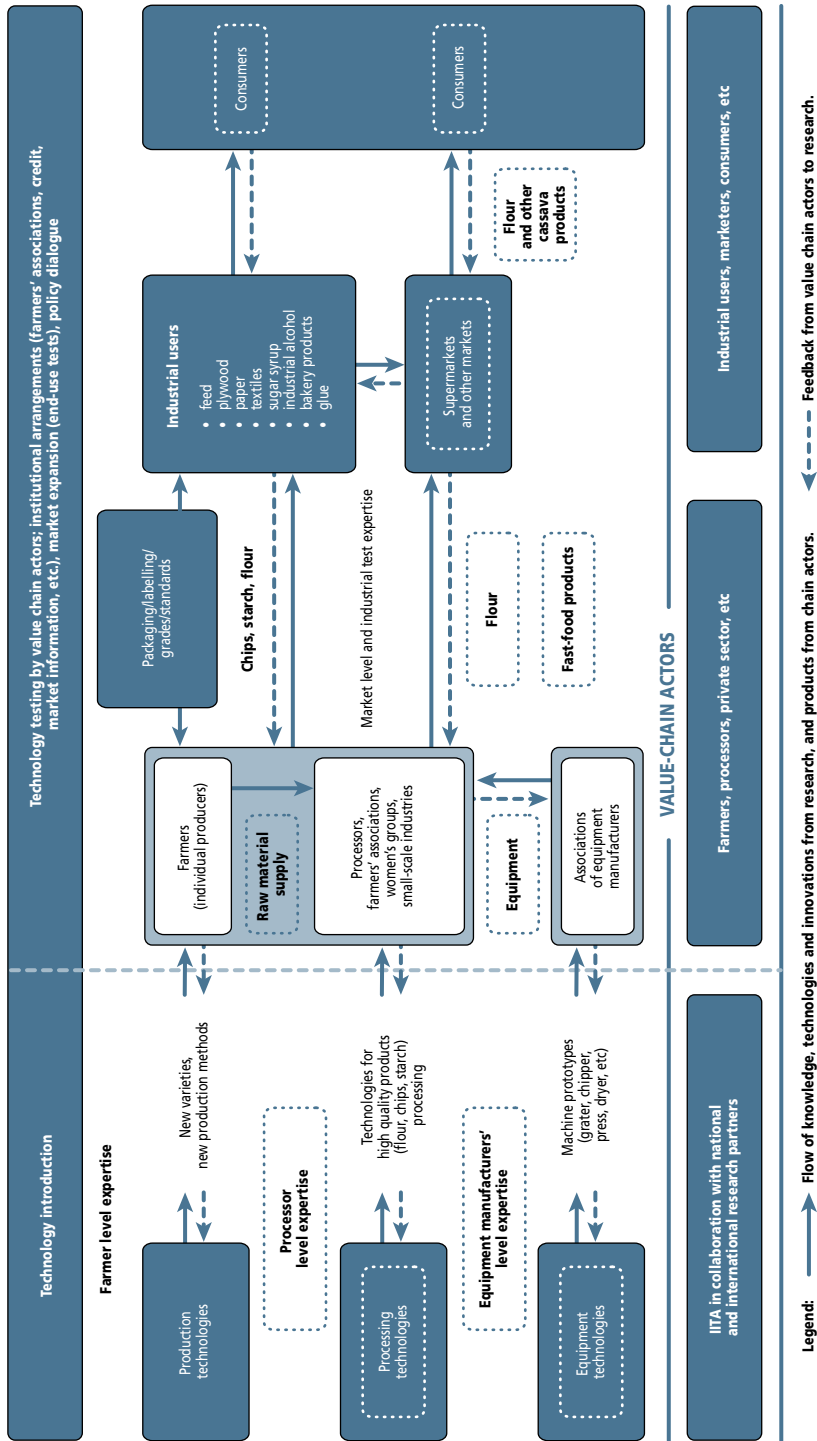 Technology introduction
Technology testing by value chain actors; institutional arrangements (farmers’ associations, credit,
market information, etc.), market expansion (end-use tests), policy dialogue
Farmer level expertise
Production
technologies
New varieties,
new production methods
Processor
level expertise
Processing
technologies
Technologies for
high quality products
(flour, chips, starch)
processing
Equipment manufacturers’
level expertise
Equipment
technologies
Machine prototypes
(grater, chipper,
press, dryer, etc)
Farmers
(individual producers)
Raw material
supply
Processors,
farmers’ associations,
women’s groups,
small-scale industries
Equipment
Associations
of equipment
manufacturers
Packaging/labelling/
grades/standards
Chips, starch, flour
Market level and industrial test expertise
Flour
Fast-food products
Industrial users
• feed
• plywood
• paper
• textiles
• sugar syrup
• industrial alcohol
• bakery products
• glue
Supermarkets
and other markets
Flour
and other
cassava
products
Consumers
Consumers
VALUE-CHAIN ACTORS
IITA in collaboration with national
and international research partners
Farmers, processors, private sector, etc
Industrial users, marketers, consumers, etc
Legend:
Flow of knowledge, technologies and innovations from research, and products from chain actors.
Feedback from value chain actors to research.